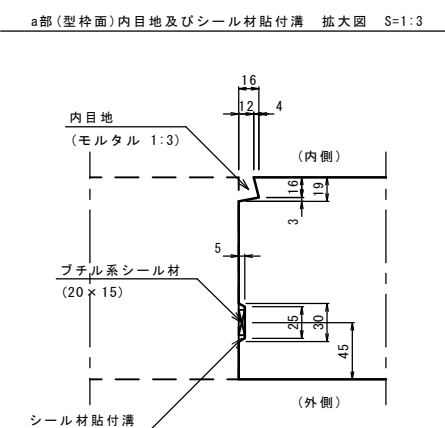 a部(型枠面)内目地及びシール材貼付溝 拡大図 S=1:3
16
12 4
内目地
(モルタル 1:3)
(内側)
16
19
3
5
ブチル系シール材
(20×15)
25
30
45
(外側)
シール材貼付溝